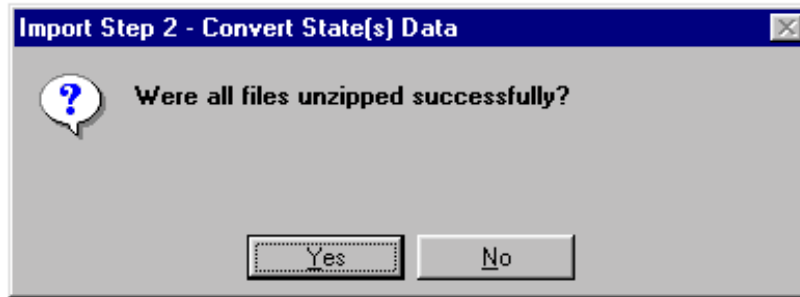 Import Step 2 - Convert State(s) Data
Were all files unzipped successfully?
Yes No